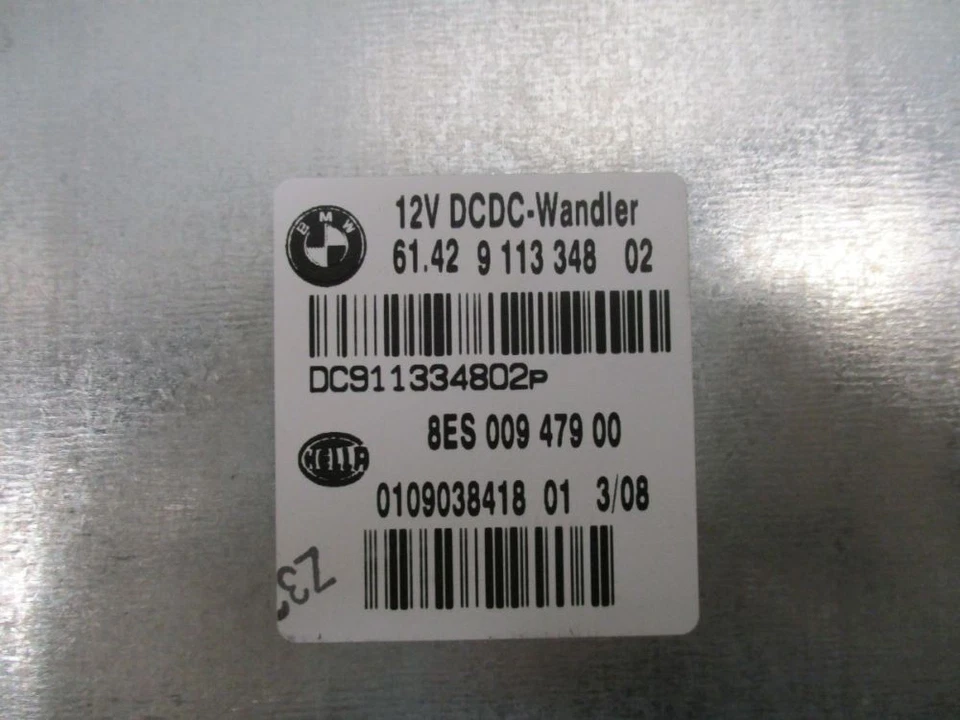 BMW
12V DCDC-Wandler
61.42 9 113 348 02
DC911334802P
8ES 009 479 00
HELLA
0109038418 01 3/08